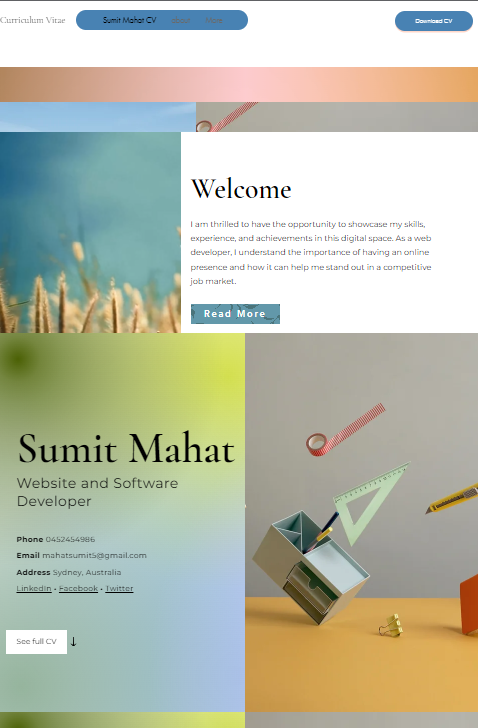 Curriculum Vitae
Sumit Mahat CV About More
Download CV
Welcome
I am thrilled to have the opportunity to showcase my skills,
experience, and achievements in this digital space. As a web
developer, I understand the importance of having an online
presence and how it can help me stand out in a competitive
job market.
Read More
Sumit Mahat
Website and Software
Developer
Phone 0452454986
Email mahatsumit5@gmail.com
Address Sydney, Australia
LinkedIn • Facebook • Twitter
See full CV ↓